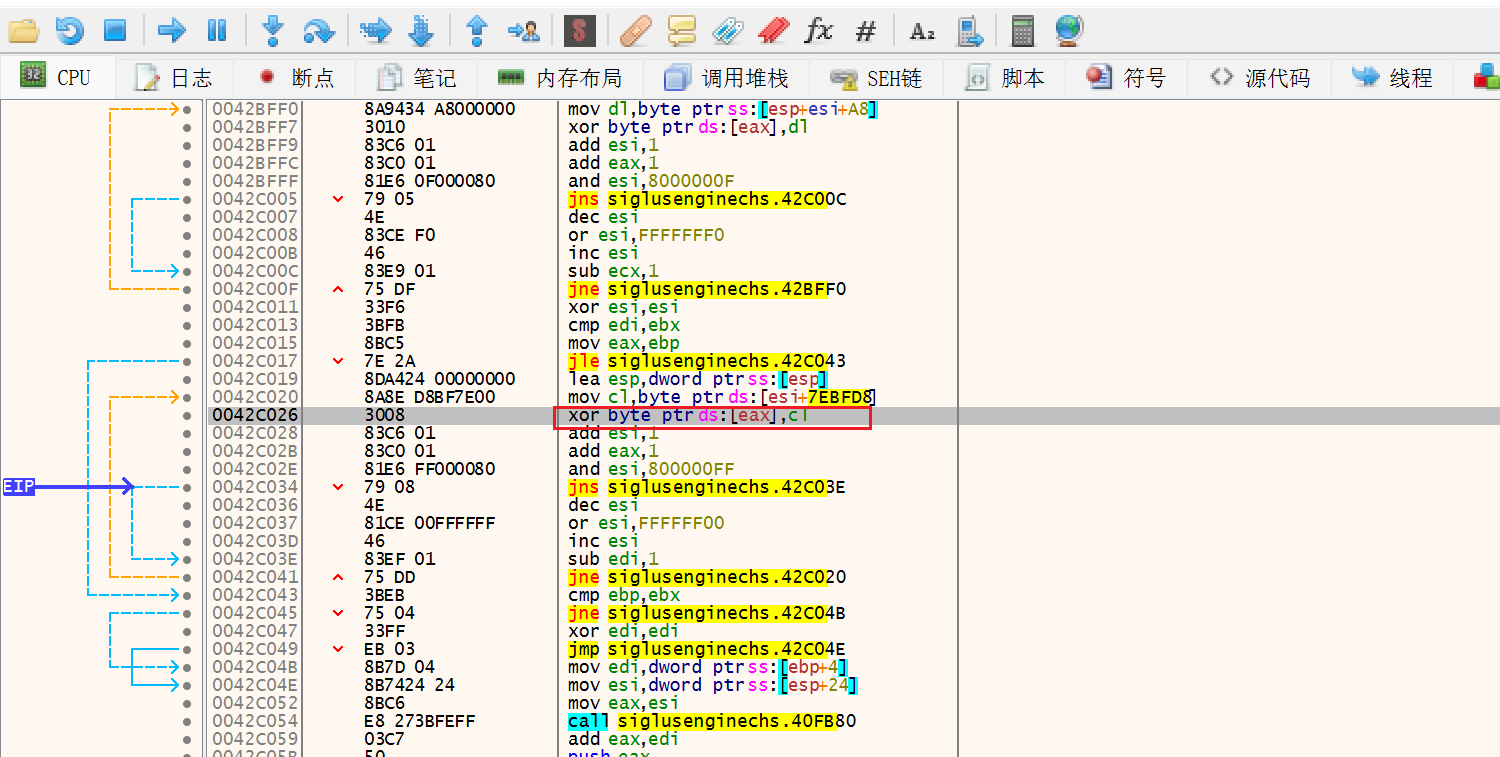 S fx # A₂
CPU 日志 断点 笔记 内存布局 调用堆栈 SEH链 脚本 符号 源代码 线程
0042BFF0 8A9434 A8000000 mov dl,byte ptr ss:[esp+esi+A8]
0042BFF7 3010 xor byte ptr ds:[eax],dl
0042BFF9 83C6 01 add esi,1
0042BFFC 83C0 01 add eax,1
0042BFFF 81E6 0F000080 and esi,8000000F
0042C005 79 05 jns siglusenginechs.42C00C
0042C007 4E dec esi
0042C008 83CE F0 or esi,FFFFFFF0
0042C00B 46 inc esi
0042C00C 83E9 01 sub ecx,1
0042C00F 75 DF jne siglusenginechs.42BFF0
0042C011 33F6 xor esi,esi
0042C013 3BFB cmp edi,ebx
0042C015 8BC5 mov eax,ebp
0042C017 7E 2A jle siglusenginechs.42C043
0042C019 8DA424 00000000 lea esp,dword ptr ss:[esp]
0042C020 8A8E D8BF7E00 mov cl,byte ptr ds:[esi+7EBFD8]
0042C026 3008 xor byte ptr ds:[eax],cl
0042C028 83C6 01 add esi,1
0042C02B 83C0 01 add eax,1
0042C02E 81E6 FF000080 and esi,800000FF
EIP 0042C034 79 08 jns siglusenginechs.42C03E
0042C036 4E dec esi
0042C037 81CE 00FFFFFF or esi,FFFFFF00
0042C03D 46 inc esi
0042C03E 83EF 01 sub edi,1
0042C041 75 DD jne siglusenginechs.42C020
0042C043 3BEB cmp ebp,ebx
0042C045 75 04 jne siglusenginechs.42C04B
0042C047 33FF xor edi,edi
0042C049 EB 03 jmp siglusenginechs.42C04E
0042C04B 8B7D 04 mov edi,dword ptr ss:[ebp+4]
0042C04E 8B7424 24 mov esi,dword ptr ss:[esp+24]
0042C052 8BC6 mov eax,esi
0042C054 E8 273BFEFF call siglusenginechs.40FB80
0042C059 03C7 add eax,edi
0042C05B 50 push eax